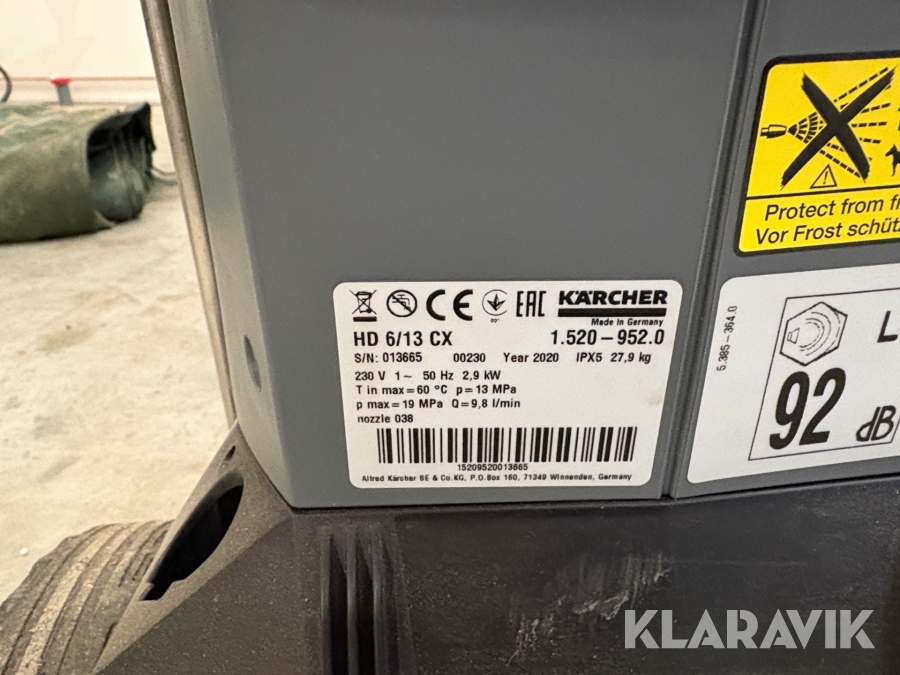 Protect from
Vor Frost schütz
CE EAC KÄRCHER
Made in Germany
HD 6/13 CX 1.520-952.0
S/N: 013665 00230 Year 2020 IPX5 27,9 kg
230 V 1~ 50 Hz 2,9 kW
T in max=60 °C p=13 MPa
p max=19 MPa Q=9,8 l/min
nozzle 038
15209520013665
Alfred Kärcher SE & Co.KG, P.O.Box 160, 71349 Winnenden, Germany
5.385-364.0
L
92 dB
KLARAVIK